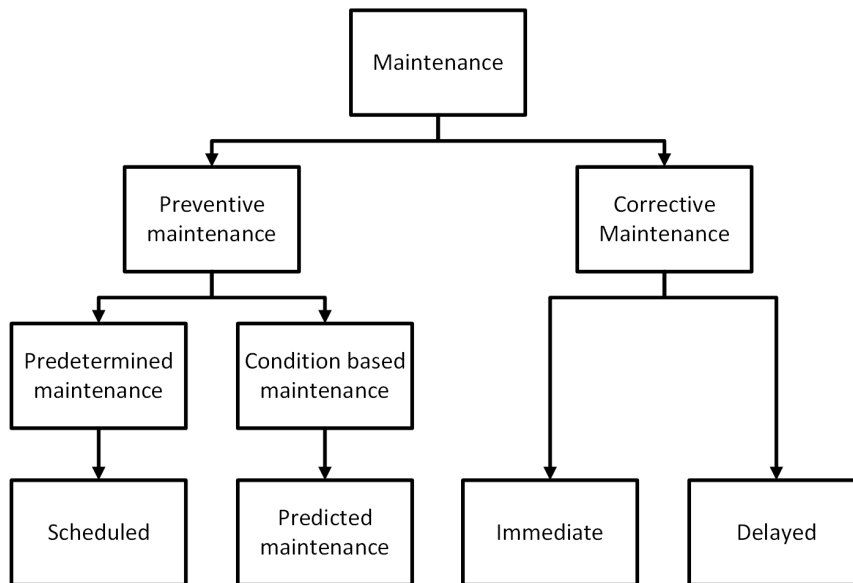 Maintenance
Preventive
maintenance
Corrective
Maintenance
Predetermined
maintenance
Condition based
maintenance
Scheduled
Predicted
maintenance
Immediate
Delayed